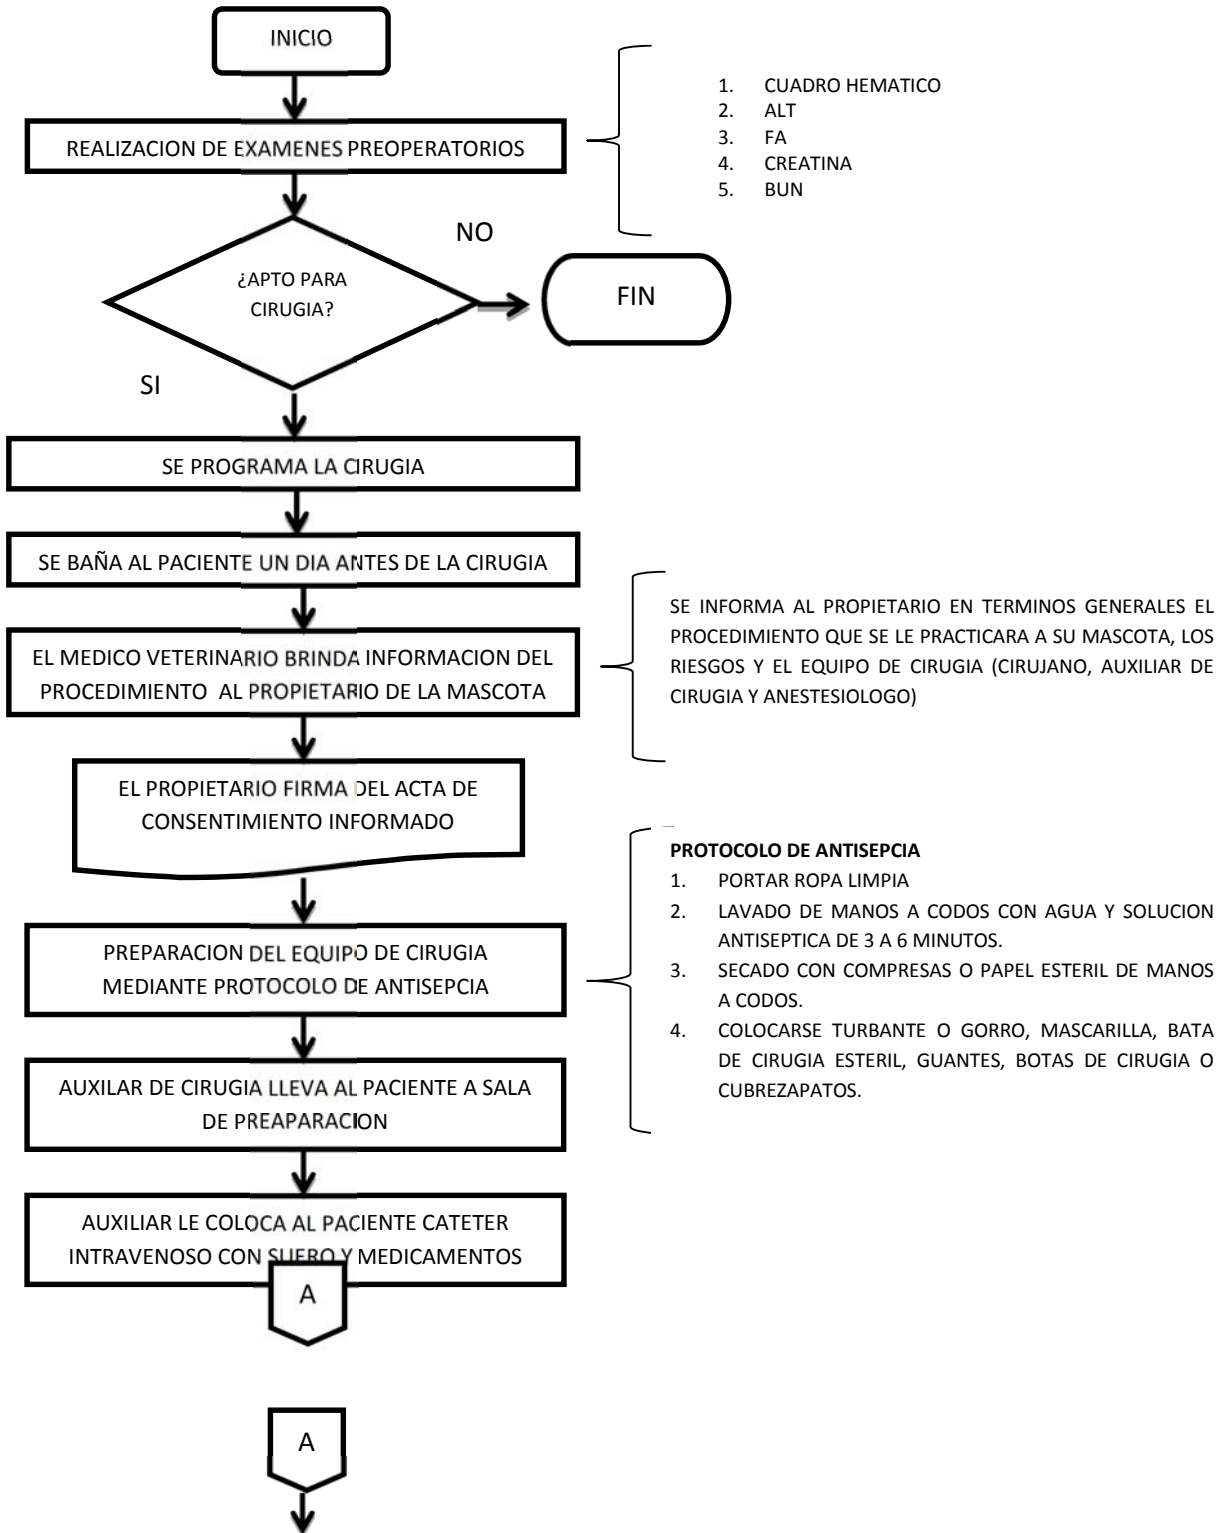 INICIO
REALIZACION DE EXAMENES PREOPERATORIOS
1. CUADRO HEMATICO
2. ALT
3. FA
4. CREATINA
5. BUN
¿APTO PARA
CIRUGIA?
NO
FIN
SI
SE PROGRAMA LA CIRUGIA
SE BAÑA AL PACIENTE UN DIA ANTES DE LA CIRUGIA
EL MEDICO VETERINARIO BRINDA INFORMACION DEL
PROCEDIMIENTO AL PROPIETARIO DE LA MASCOTA
SE INFORMA AL PROPIETARIO EN TERMINOS GENERALES EL
PROCEDIMIENTO QUE SE LE PRACTICARA A SU MASCOTA, LOS
RIESGOS Y EL EQUIPO DE CIRUGIA (CIRUJANO, AUXILIAR DE
CIRUGIA Y ANESTESIOLOGO)
EL PROPIETARIO FIRMA DEL ACTA DE
CONSENTIMIENTO INFORMADO
PREPARACION DEL EQUIPO DE CIRUGIA
MEDIANTE PROTOCOLO DE ANTISEPCIA
PROTOCOLO DE ANTISEPCIA
1. PORTAR ROPA LIMPIA
2. LAVADO DE MANOS A CODOS CON AGUA Y SOLUCION
ANTISEPTICA DE 3 A 6 MINUTOS.
3. SECADO CON COMPRESAS O PAPEL ESTERIL DE MANOS
A CODOS.
4. COLOCARSE TURBANTE O GORRO, MASCARILLA, BATA
DE CIRUGIA ESTERIL, GUANTES, BOTAS DE CIRUGIA O
CUBREZAPATOS.
AUXILAR DE CIRUGIA LLEVA AL PACIENTE A SALA
DE PREAPARACION
AUXILIAR LE COLOCA AL PACIENTE CATETER
INTRAVENOSO CON SUERO Y MEDICAMENTOS
A
A